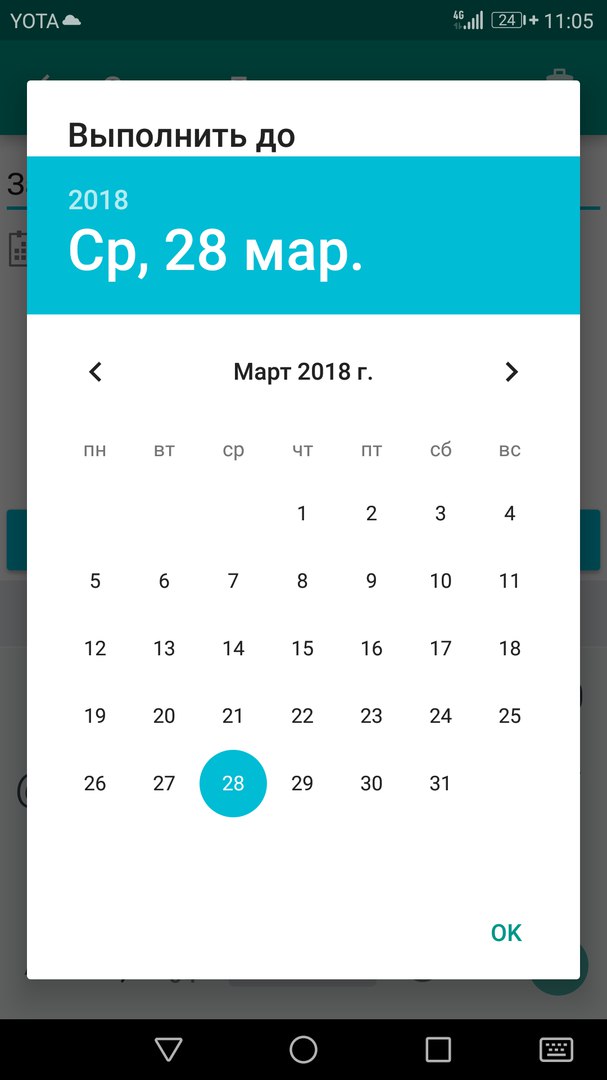 YOTA 4G 24 11:05
Выполнить до
2018
Ср, 28 мар.
Март 2018 г.
пн вт ср чт пт сб вс
1 2 3 4
5 6 7 8 9 10 11
12 13 14 15 16 17 18
19 20 21 22 23 24 25
26 27 28 29 30 31
OK